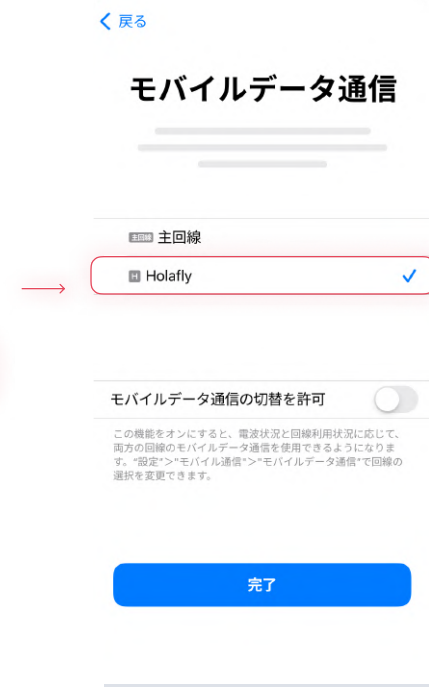 戻る
モバイルデータ通信
主回線 主回線
H Holafly
モバイルデータ通信の切替を許可
この機能をオンにすると、電波状況と回線利用状況に応じて、
両方の回線のモバイルデータ通信を使用できるようになりま
す。"設定">"モバイル通信">"モバイルデータ通信"で回線の
選択を変更できます。
完了